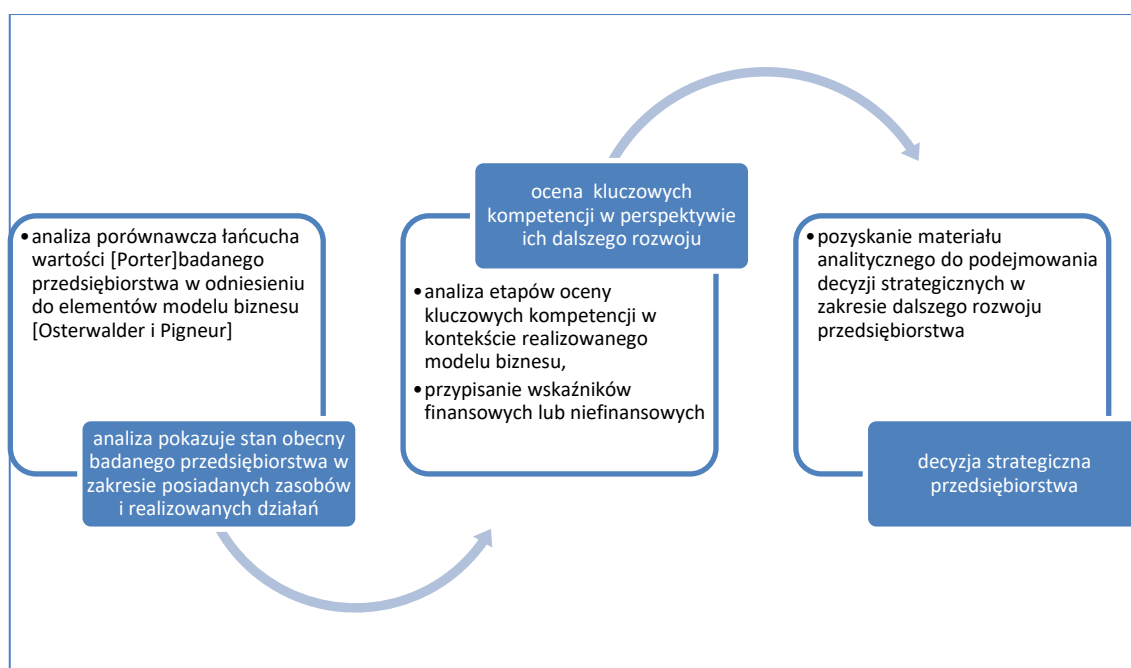 •analiza porównawcza łańcucha
wartości [Porter]badanego
przedsiębiorstwa w odniesieniu
do elementów modelu biznesu
[Osterwalder i Pigneur]
analiza pokazuje stan obecny
badanego przedsiębiorstwa w
zakresie posiadanych zasobów
i realizowanych działań
ocena kluczowych
kompetencji w perspektywie
ich dalszego rozwoju
•analiza etapów oceny
kluczowych kompetencji w
kontekście realizowanego
modelu biznesu,
•przypisanie wskaźników
finansowych lub niefinansowych
•pozyskanie materiału
analitycznego do podejmowania
decyzji strategicznych w
zakresie dalszego rozwoju
przedsiębiorstwa
decyzja strategiczna
przedsiębiorstwa